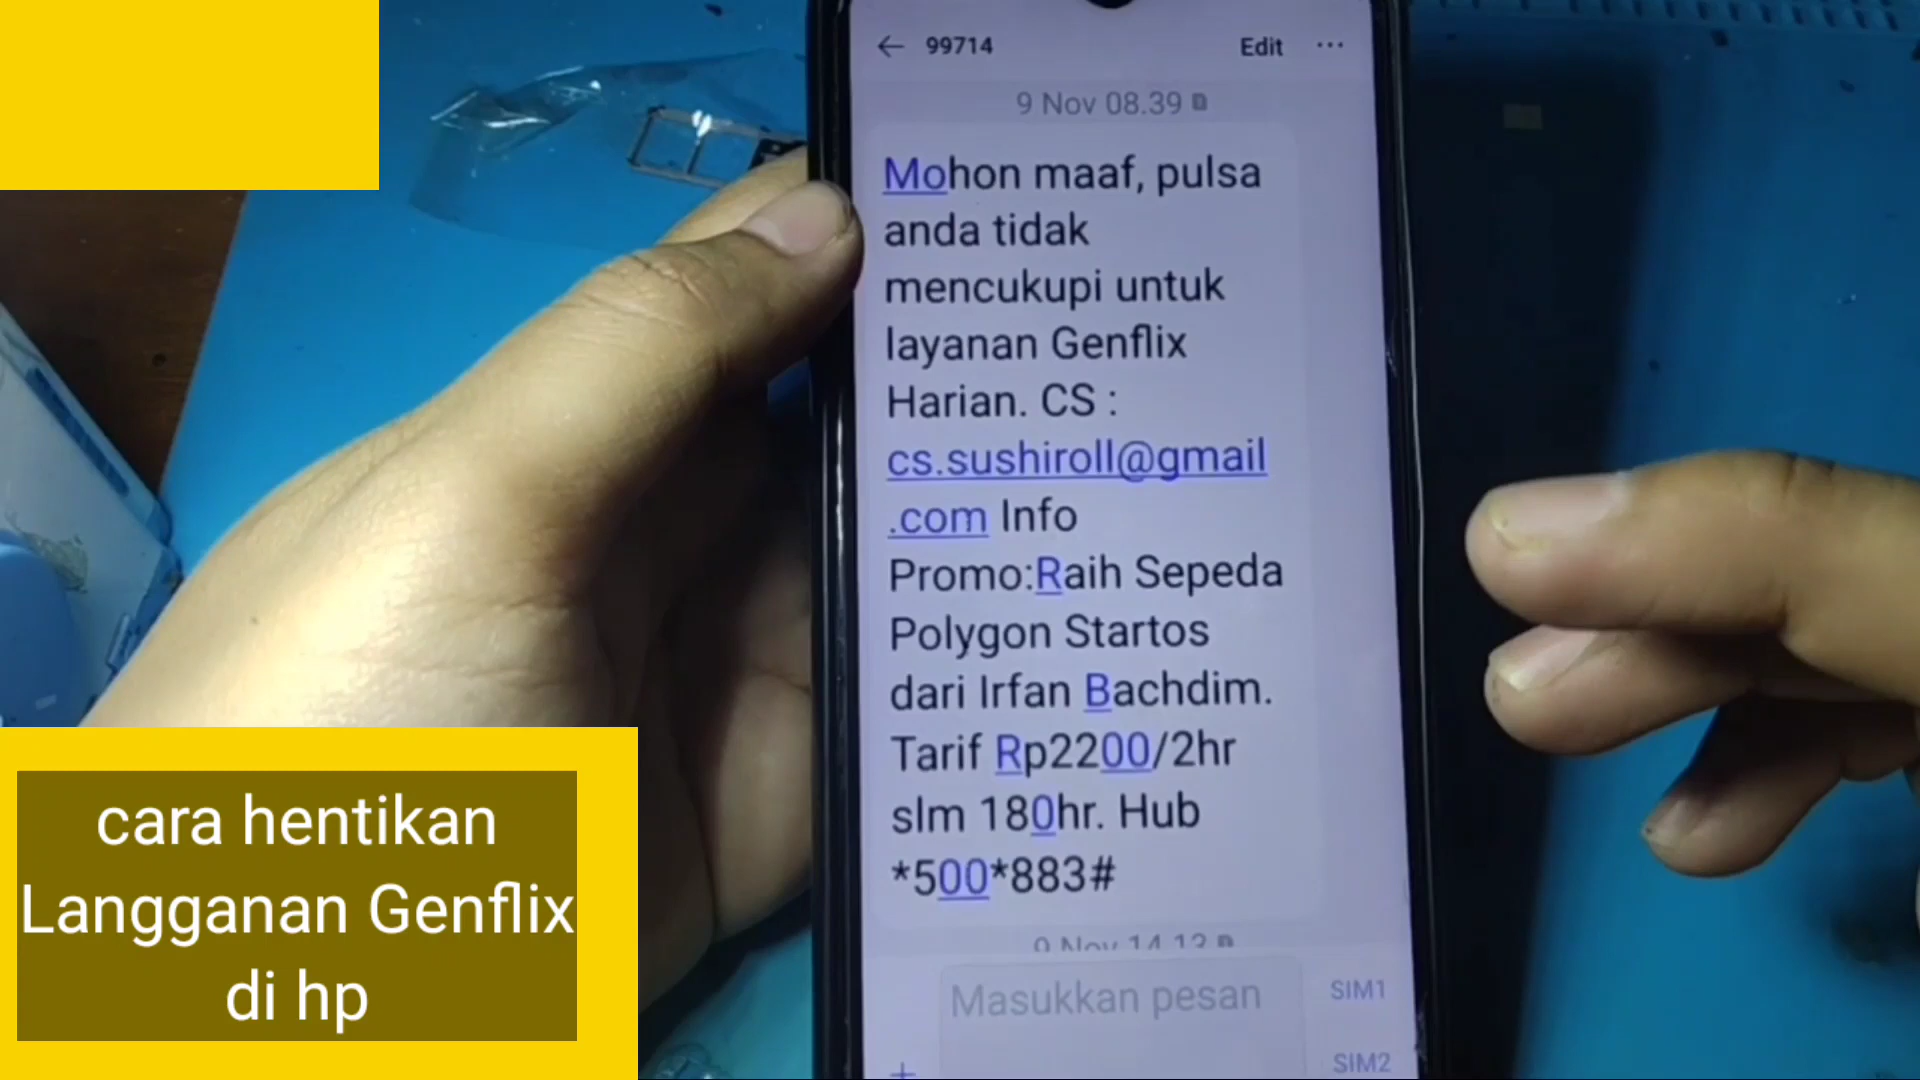 99714
Edit
9 Nov 08.39
Mohon maaf, pulsa
anda tidak
mencukupi untuk
layanan Genflix
Harian. CS :
cs.sushiroll@gmail
.com Info
Promo:Raih Sepeda
Polygon Startos
dari Irfan Bachdim.
Tarif Rp2200/2hr
slm 180hr. Hub
*500*883#
9 Nov 14.12
Masukkan pesan
SIM1
SIM2
cara hentikan
Langganan Genflix
di hp